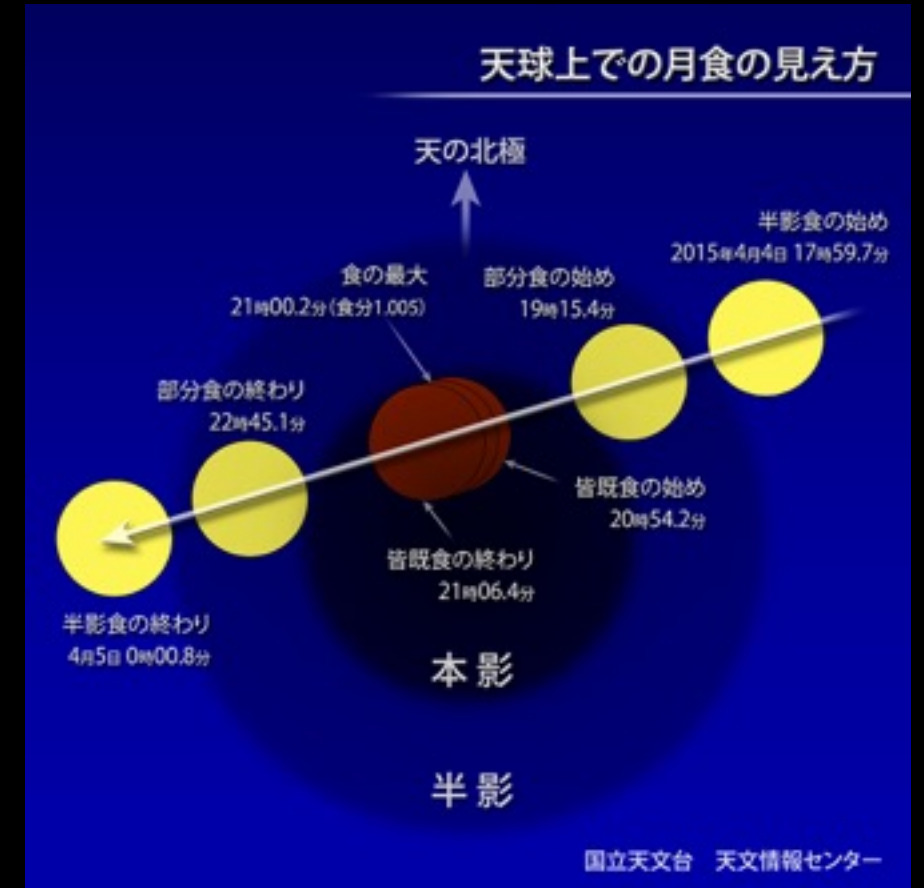 天球上での月食の見え方
天の北極
半影食の始め
2015年4月4日 17時59.7分
食の最大
21時00.2分(食分1.005)
部分食の始め
19時15.4分
部分食の終わり
22時45.1分
皆既食の始め
20時54.2分
皆既食の終わり
21時06.4分
半影食の終わり
4月5日 0時00.8分
本影
半影
国立天文台 天文情報センター